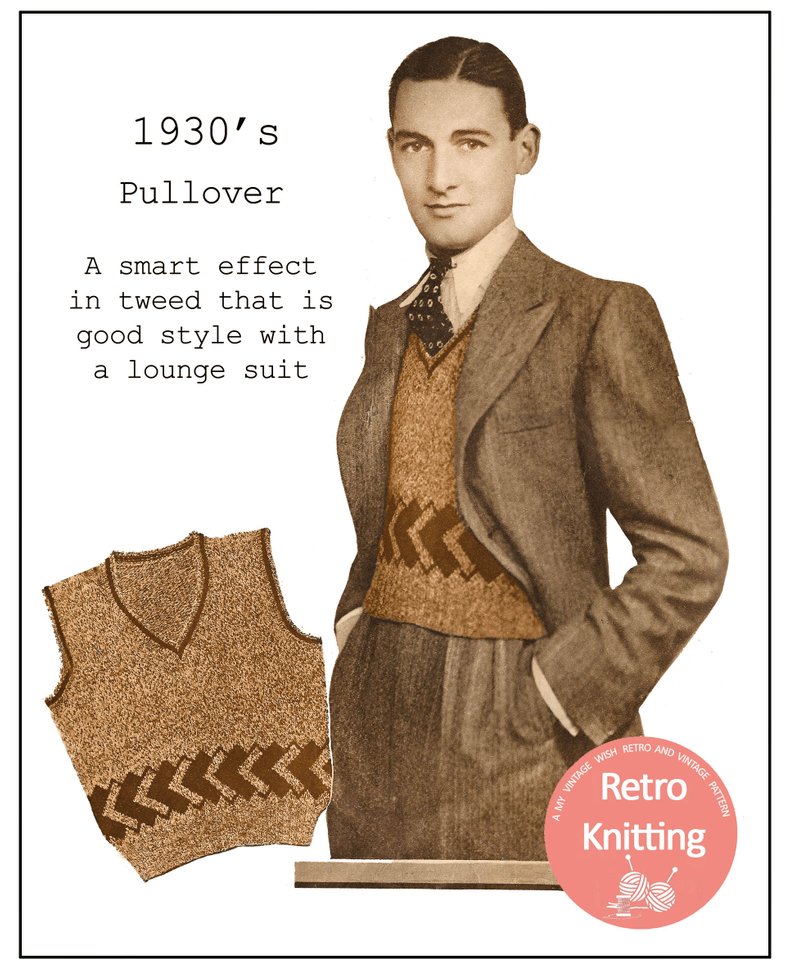 1930's
Pullover
A smart effect
in tweed that is
good style with
a lounge suit
A MY VINTAGE WISH RETRO AND VINTAGE PATTERN
Retro
Knitting